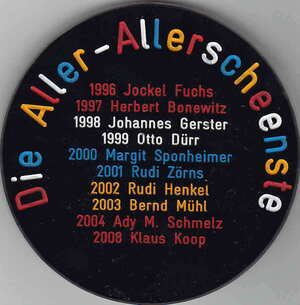 Die Aller-Allerscheenste
1996 Jockel Fuchs
1997 Herbert Bonewitz
1998 Johannes Gerster
1999 Otto Dürr
2000 Margit Sponheimer
2001 Rudi Zörns
2002 Rudi Henkel
2003 Bernd Mühl
2004 Ady M. Schmelz
2008 Klaus Koop